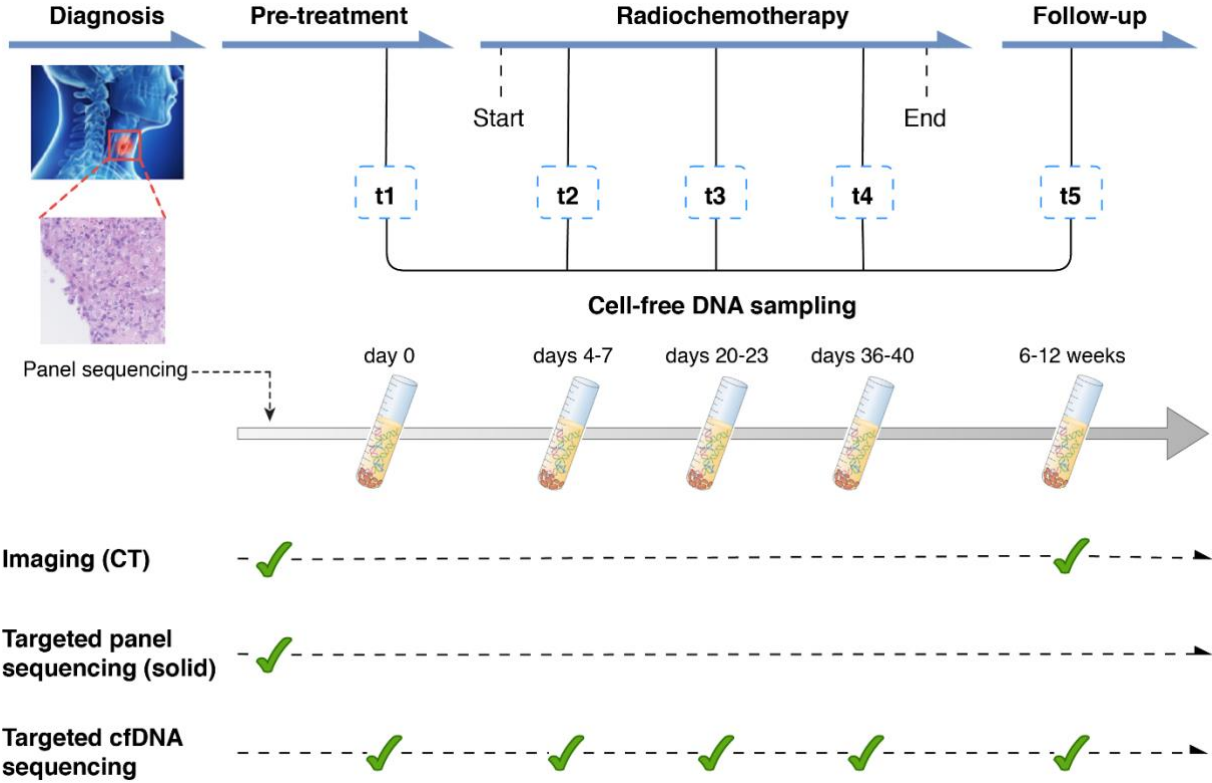 Diagnosis
Pre-treatment
Radiochemotherapy
Follow-up
Start
End
t1
t2
t3
t4
t5
Cell-free DNA sampling
Panel sequencing
day 0
days 4-7
days 20-23
days 36-40
6-12 weeks
Imaging (CT)
Targeted panel
sequencing (solid)
Targeted cfDNA
sequencing